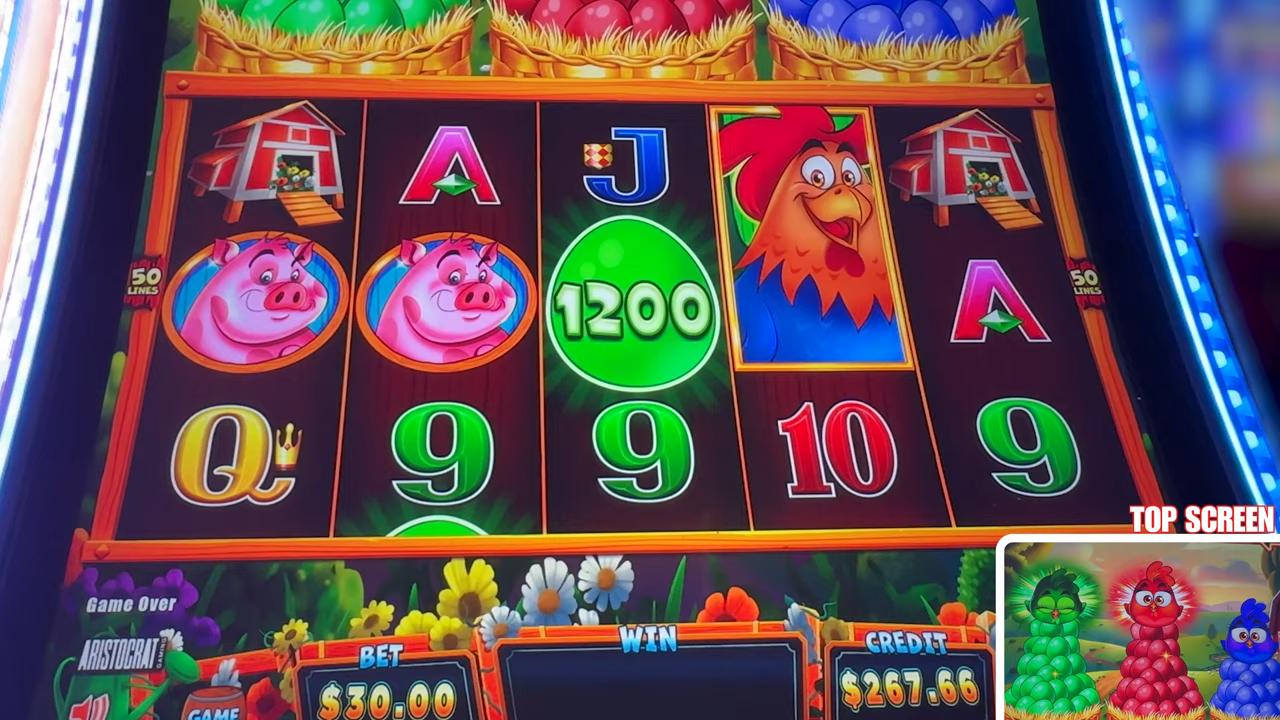 A
J
50
LINES
1200
50
LINES
A
Q
9
9
10
9
TOP SCREEN
Game Over
ARISTOCRAT
GAMING
BET
WIN
CREDIT
$30.00
$267.66
GAME